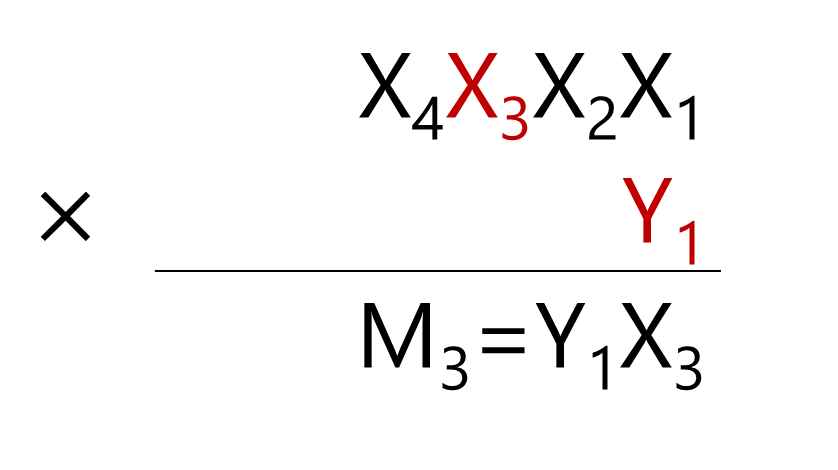 X₄X₃X₂X₁
× Y₁
M₃=Y₁X₃